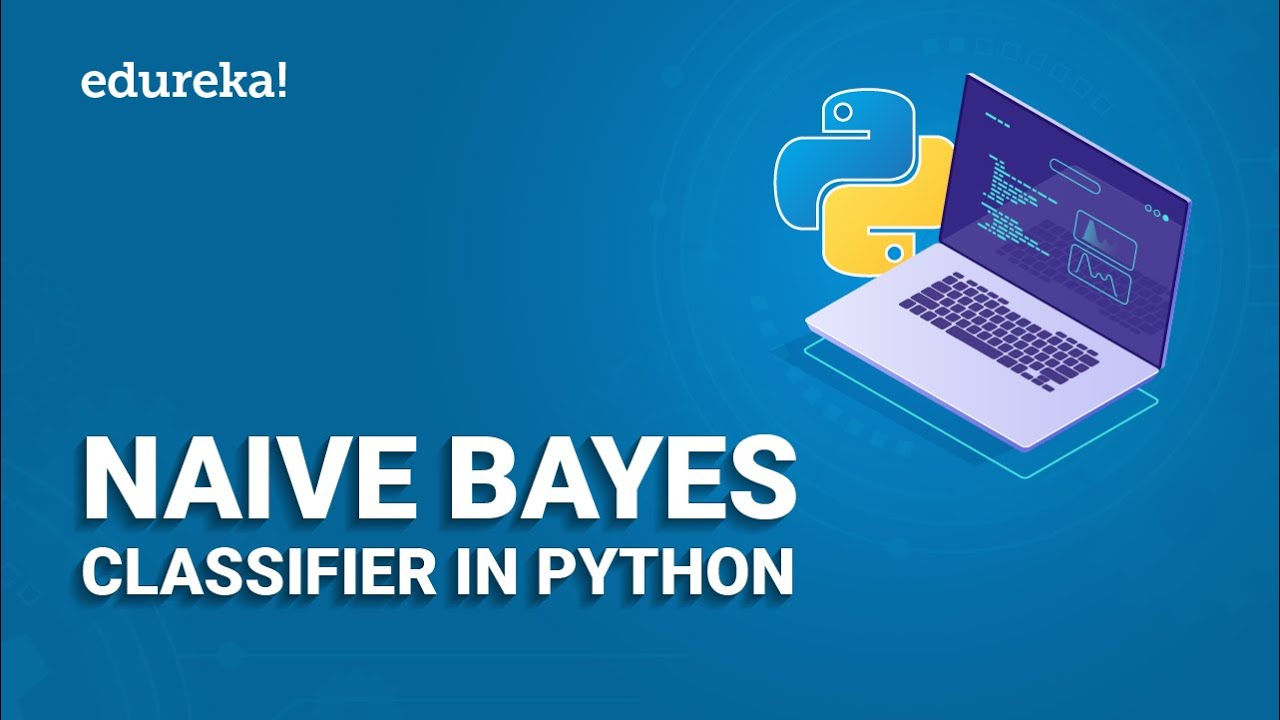 edureka!
NAIVE BAYES
CLASSIFIER IN PYTHON